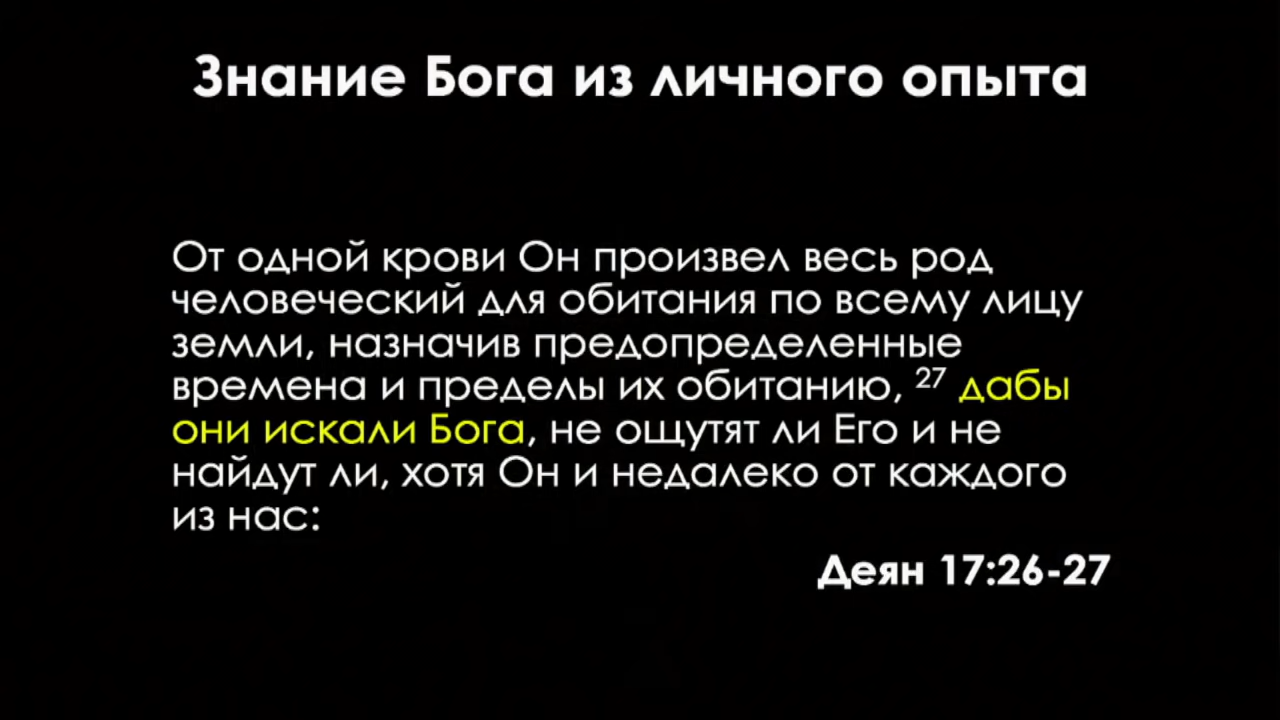 Знание Бога из личного опыта
От одной крови Он произвел весь род
человеческий для обитания по всему лицу
земли, назначив предопределенные
времена и пределы их обитанию, ²⁷ дабы
они искали Бога, не ощутят ли Его и не
найдут ли, хотя Он и недалеко от каждого
из нас:
Деян 17:26-27